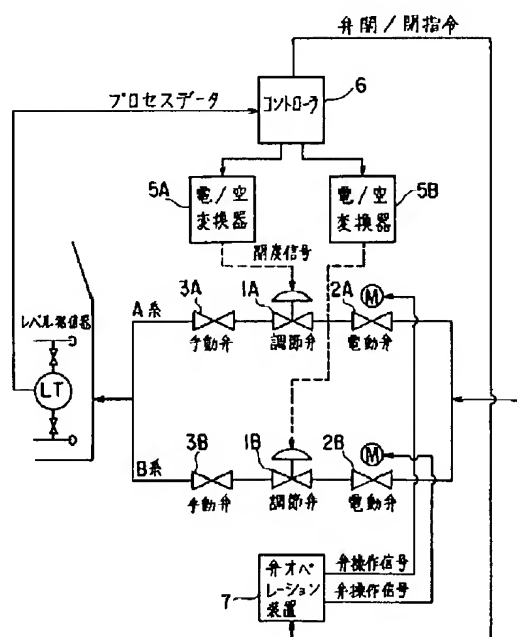 弁開/閉指令
6
コントローラ
プロセスデータ
5A
電/空
変換器
電/空
変換器
5B
開度信号
A系
3A
手動弁
1A
調節弁
2A
M
電動弁
レベル発信器
LT
B系
3B
手動弁
1B
調節弁
2B
M
電動弁
7
弁オペ
レーション
装置
弁操作信号
弁操作信号